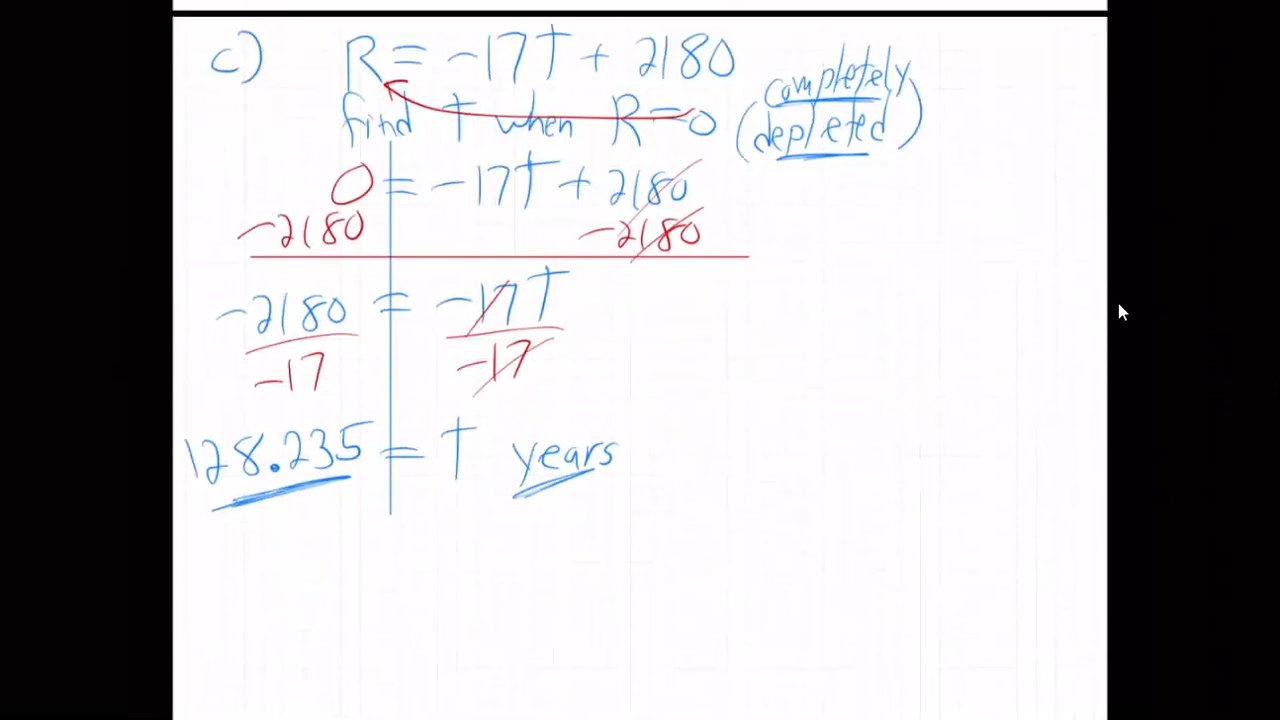 c) R = -17t + 2180
find t when R=0 (completely depleted)
0 = -17t + 2180
-2180 -2180
-2180 = -17t
-17 -17
128.235 = t years